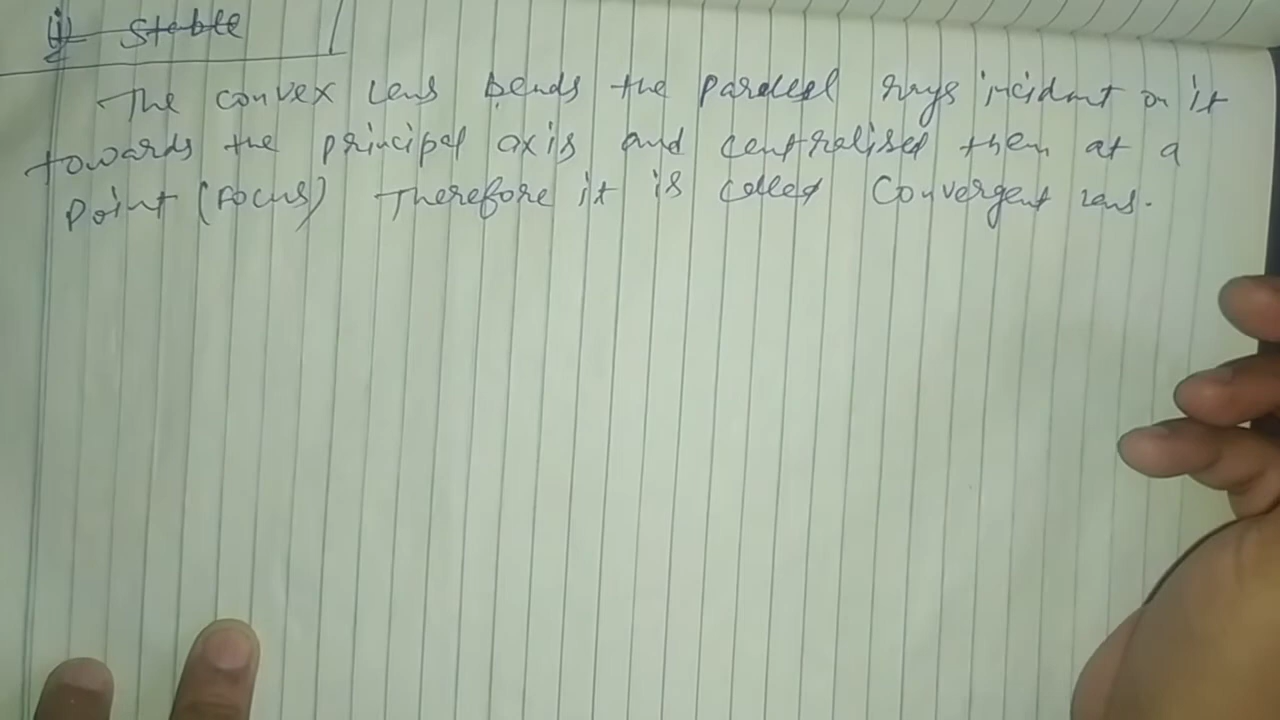 i) Stable
The convex lens bends the parallel rays incidant on it
towards the principal axis and centralised them at a
Point (Focus) Therefore it is called Convergent lens.